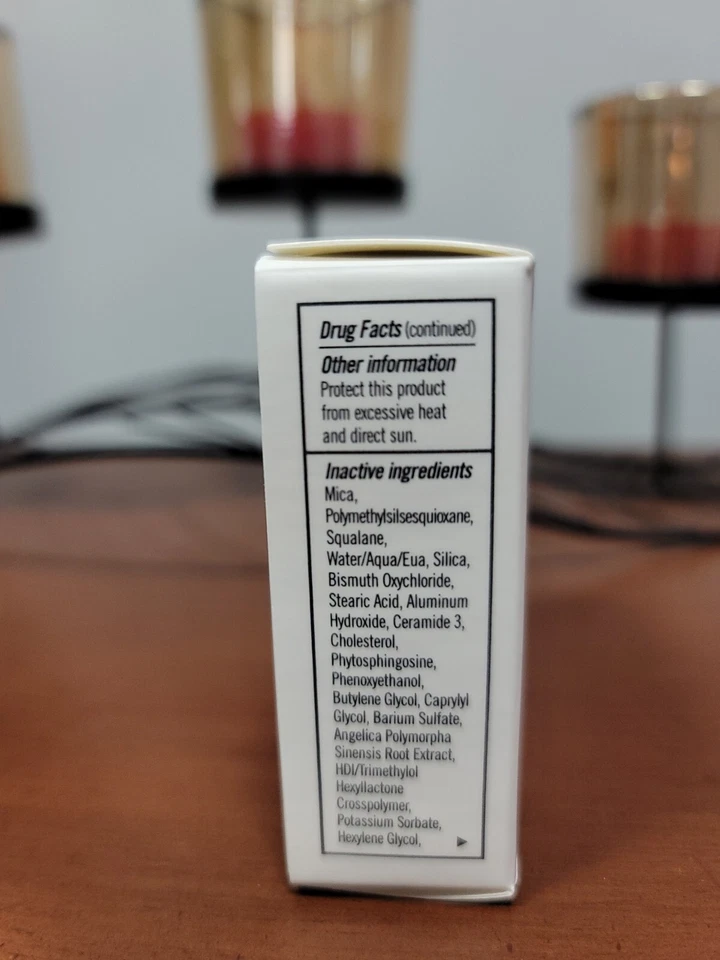 Drug Facts (continued)
Other information
Protect this product
from excessive heat
and direct sun.
Inactive ingredients
Mica,
Polymethylsilsesquioxane,
Squalane,
Water/Aqua/Eua, Silica,
Bismuth Oxychloride,
Stearic Acid, Aluminum
Hydroxide, Ceramide 3,
Cholesterol,
Phytosphingosine,
Phenoxyethanol,
Butylene Glycol, Caprylyl
Glycol, Barium Sulfate,
Angelica Polymorpha
Sinensis Root Extract,
HDI/Trimethylol
Hexyllactone
Crosspolymer,
Potassium Sorbate,
Hexylene Glycol,